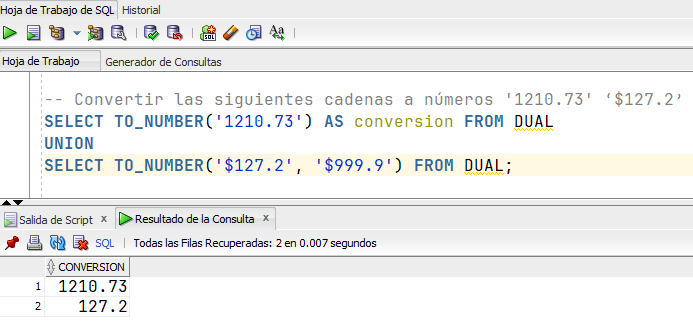 Hoja de Trabajo de SQL Historial
SQL Aa
Hoja de Trabajo Generador de Consultas
-- Convertir las siguientes cadenas a números '1210.73' ‘$127.2’
SELECT TO_NUMBER('1210.73') AS conversion FROM DUAL
UNION
SELECT TO_NUMBER('$127.2', '$999.9') FROM DUAL;
Salida de Script x Resultado de la Consulta x
SQL | Todas las Filas Recuperadas: 2 en 0.007 segundos
CONVERSION
1 1210.73
2 127.2